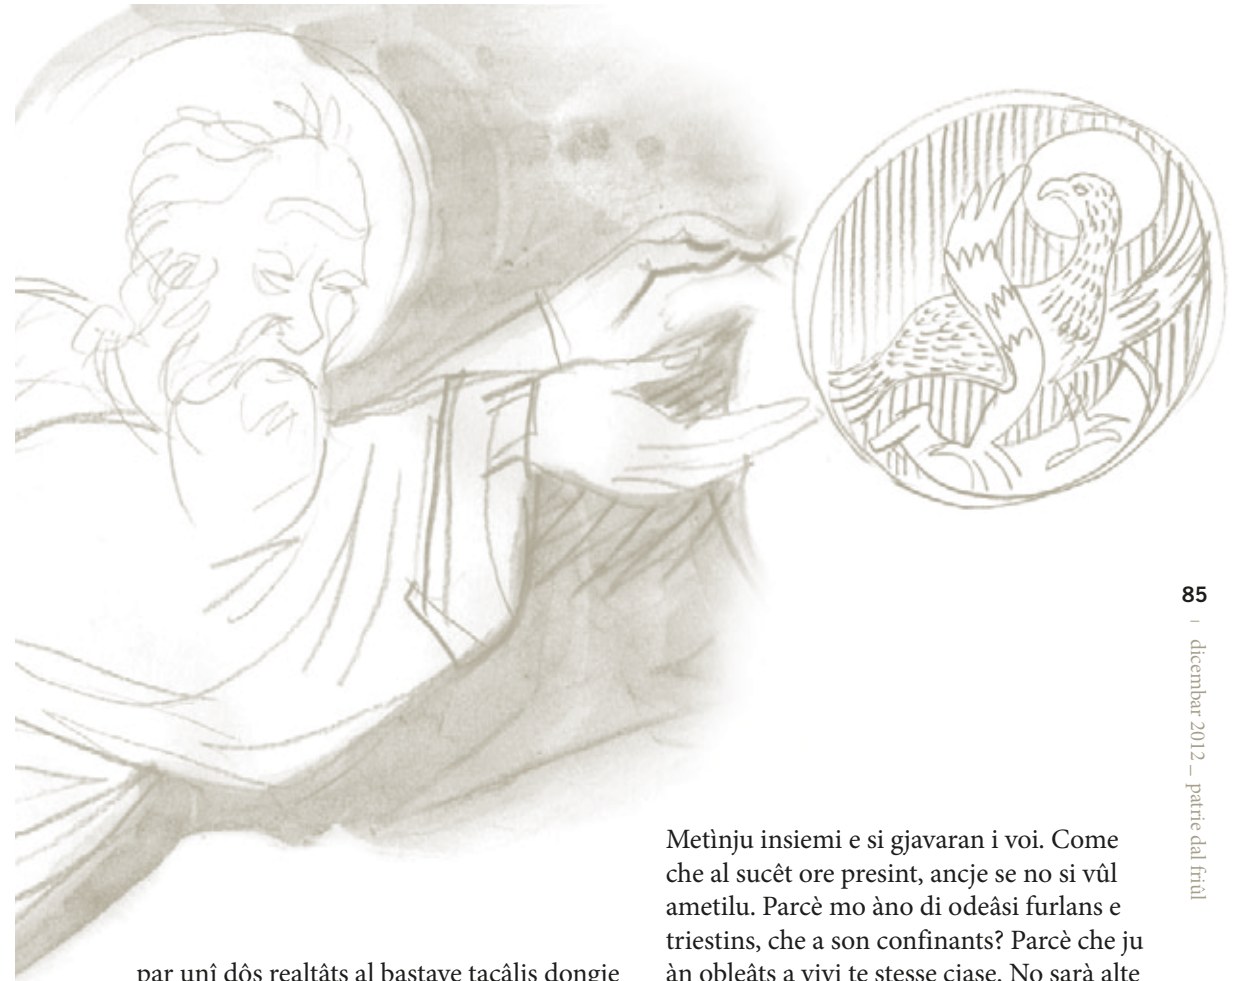 85
dicembar 2012 _ patrie dal friûl
par unî dôs realtâts al bastave tacâlis dongje
Metìnju insiemi e si gjavaran i voi. Come
che al sucêt ore presint, ancje se no si vûl
ametilu. Parcè mo àno di odeâsi furlans e
triestins, che a son confinants? Parcè che ju
àn obleâts a vivi te stesse cjase. No sarà alte